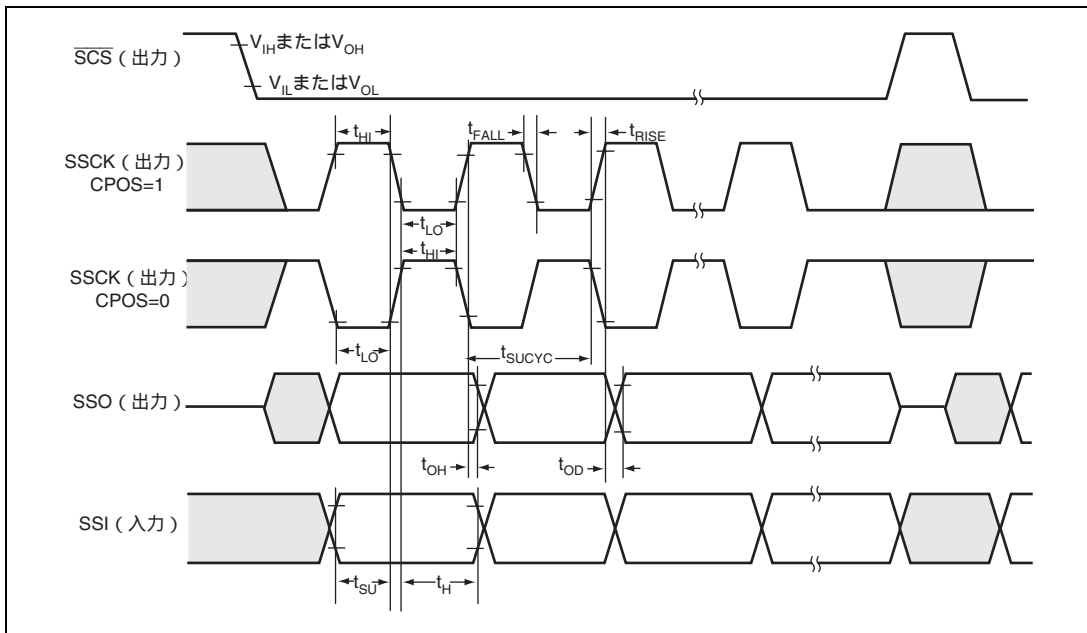 SCS（出力）
VIHまたはVOH
VILまたはVOL
tHI
tFALL
tRISE
SSCK（出力）
CPOS=1
tLO
tHI
SSCK（出力）
CPOS=0
tLO
tSUCYC
SSO（出力）
tOH
tOD
SSI（入力）
tSU
tH